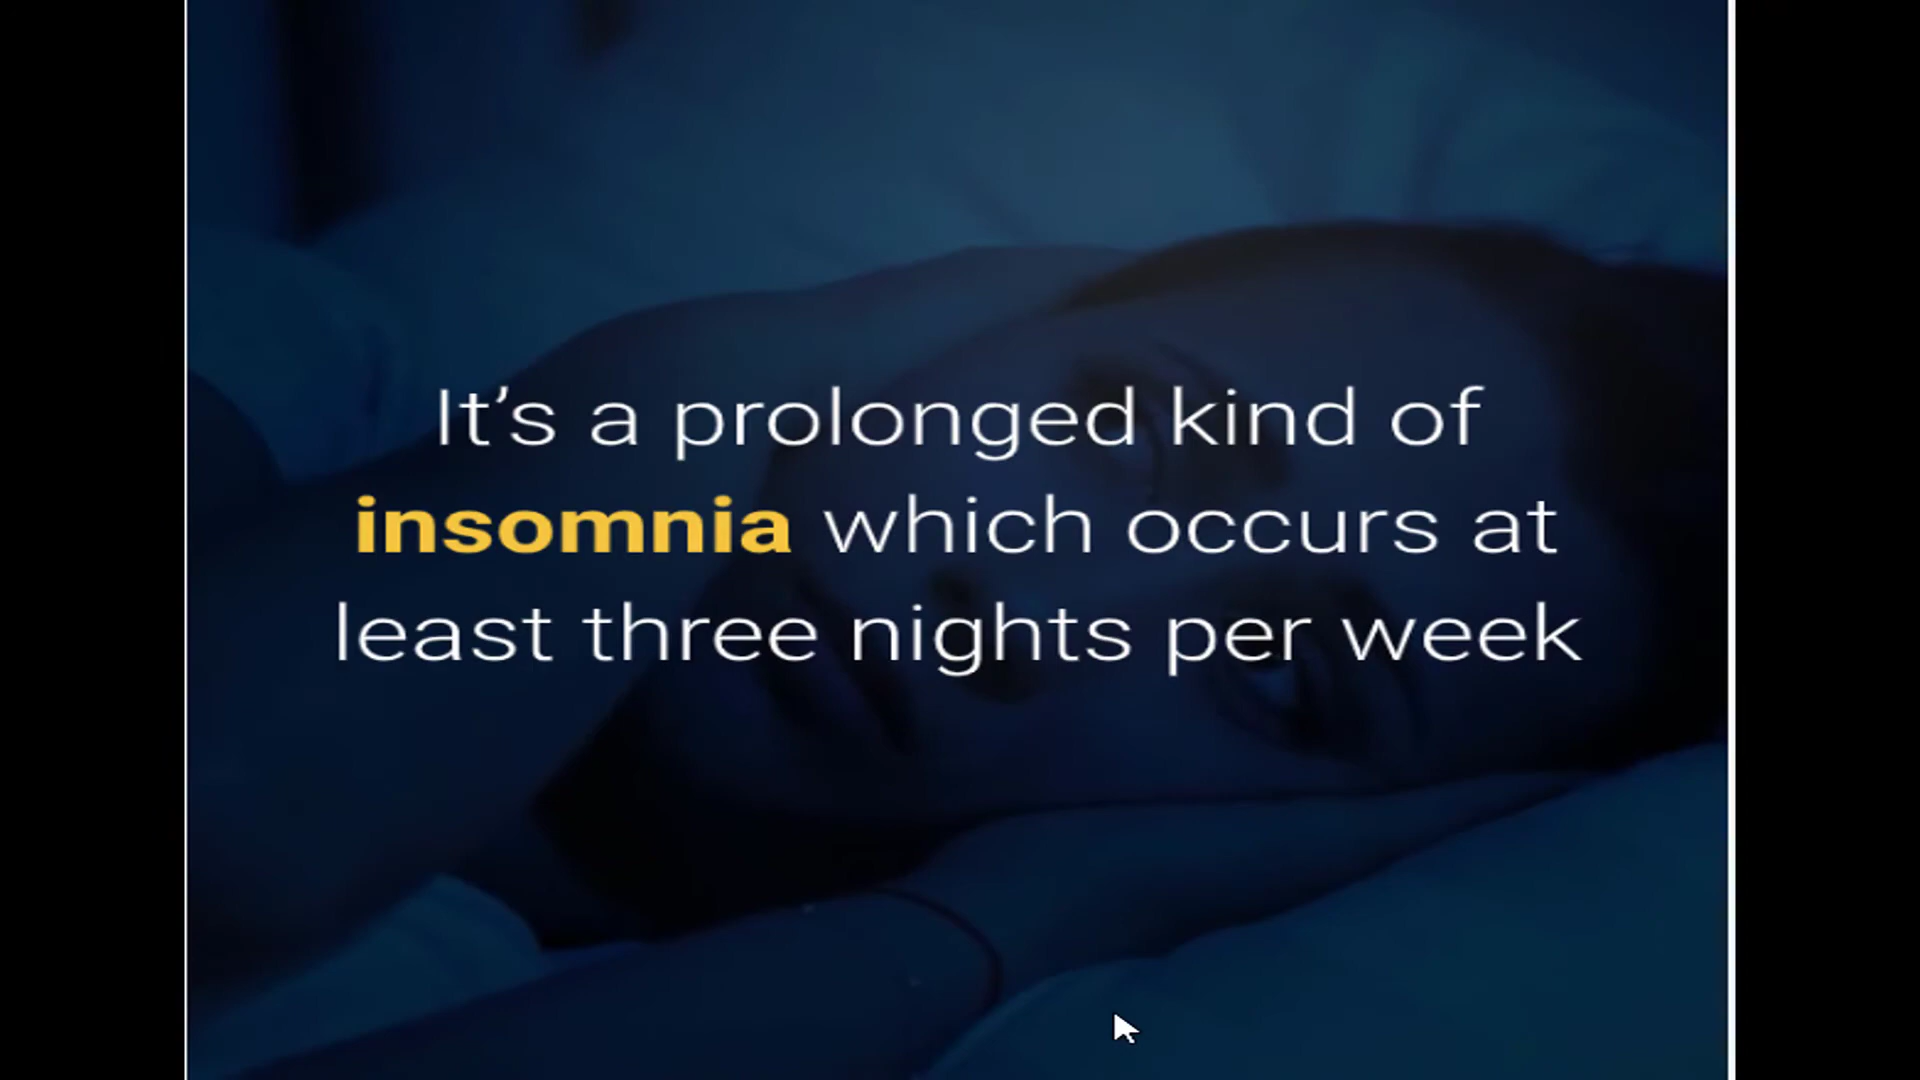 It’s a prolonged kind of
insomnia which occurs at
least three nights per week